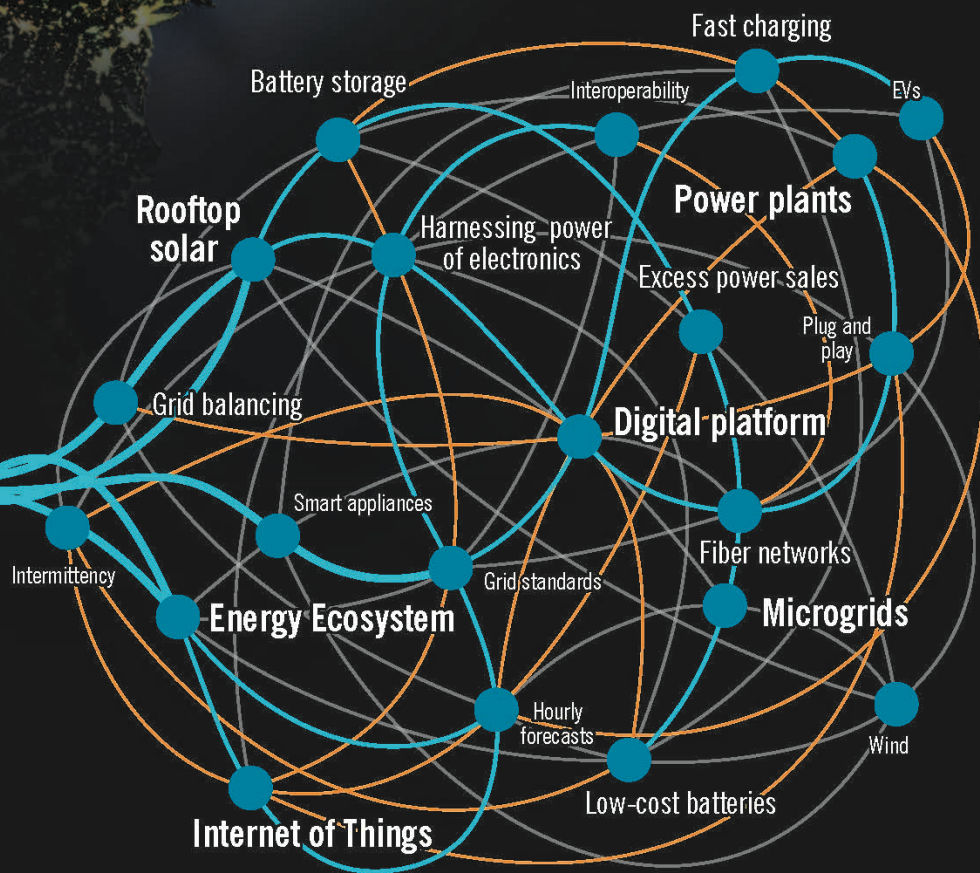 Fast charging
Battery storage
Interoperability
EVs
Rooftop
solar
Power plants
Harnessing power
of electronics
Excess power sales
Plug and
play
Grid balancing
Digital platform
Smart appliances
Fiber networks
Intermittency
Grid standards
Energy Ecosystem
Microgrids
Hourly
forecasts
Wind
Low-cost batteries
Internet of Things